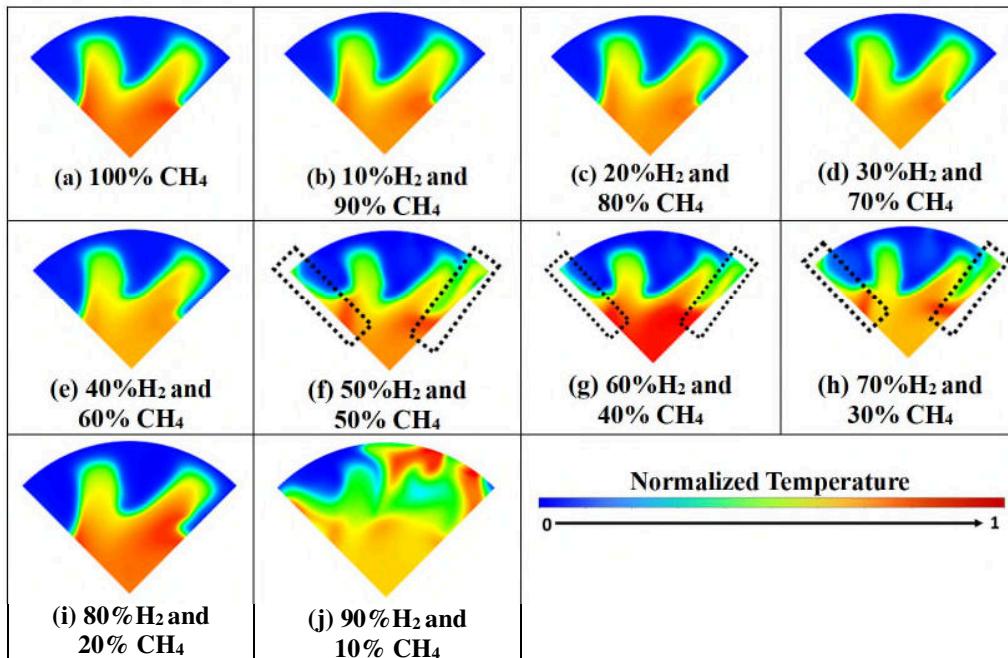 (a) 100% CH₄
(b) 10%H₂ and
90% CH₄
(c) 20%H₂ and
80% CH₄
(d) 30%H₂ and
70% CH₄
(e) 40%H₂ and
60% CH₄
(f) 50%H₂ and
50% CH₄
(g) 60%H₂ and
40% CH₄
(h) 70%H₂ and
30% CH₄
(i) 80%H₂ and
20% CH₄
(j) 90%H₂ and
10% CH₄
Normalized Temperature
0 1